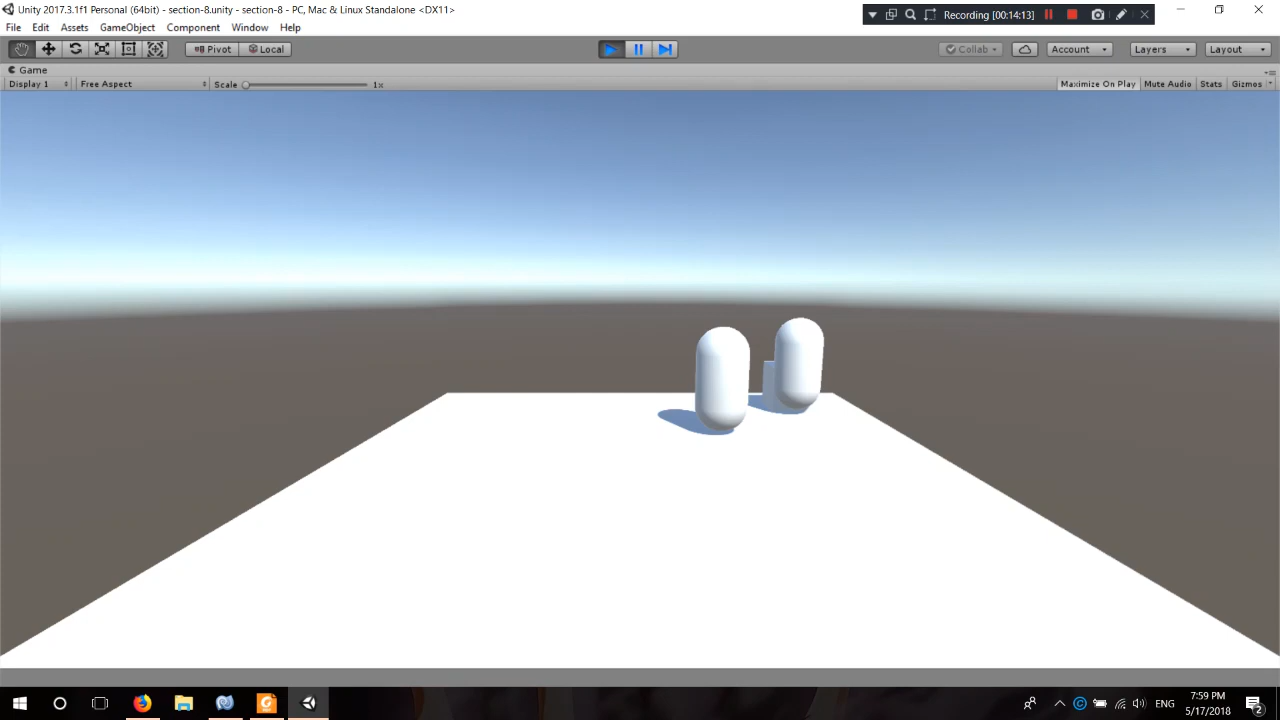 Unity 2017.3.1f1 Personal (64bit) - section-8.unity - section-8 - PC, Mac & Linux Standalone <DX11>
Recording [00:14:13]
File Edit Assets GameObject Component Window Help
Pivot Local Collab Account Layers Layout
Game
Display 1 Free Aspect Scale 1x Maximize On Play Mute Audio Stats Gizmos
7:59 PM
ENG
5/17/2018
2